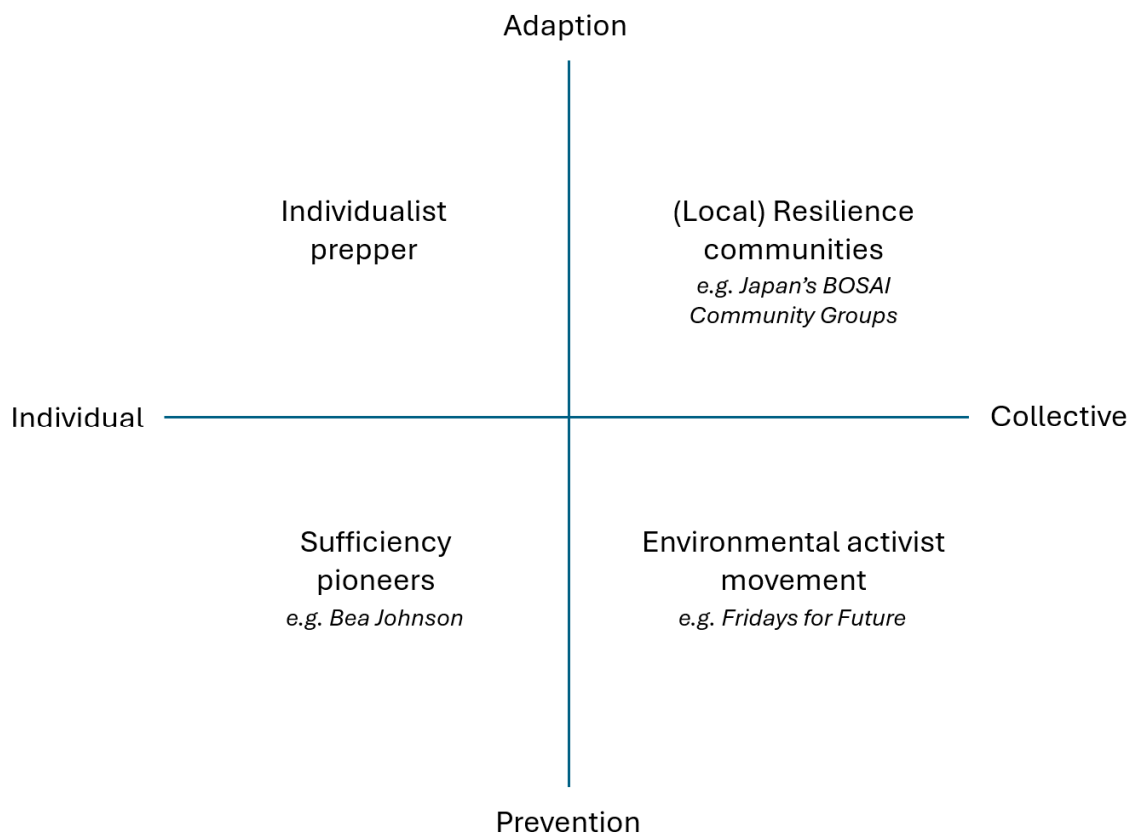 Adaption
Individualist
prepper
(Local) Resilience
communities
e.g. Japan’s BOSAI
Community Groups
Individual
Collective
Sufficiency
pioneers
e.g. Bea Johnson
Environmental activist
movement
e.g. Fridays for Future
Prevention